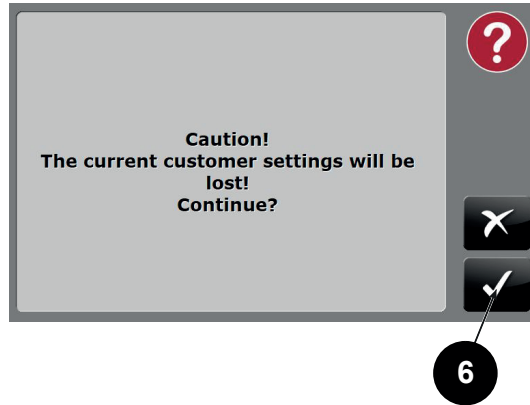 ?
Caution!
The current customer settings will be
lost!
Continue?
6